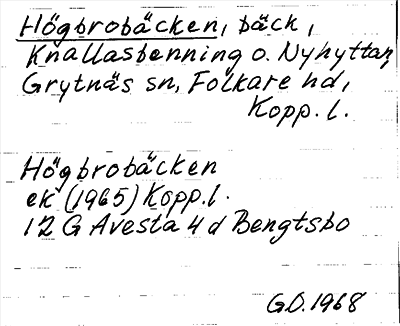 Högbrobäcken, bäck,
Knallasbenning o. Nyhyttan,
Grytnäs sn, Folkare hd,
Kopp. l.
Högbrobäcken
ek (1965) Kopp. l.
12 G Avesta 4 d Bengtsbo
G.O. 1968